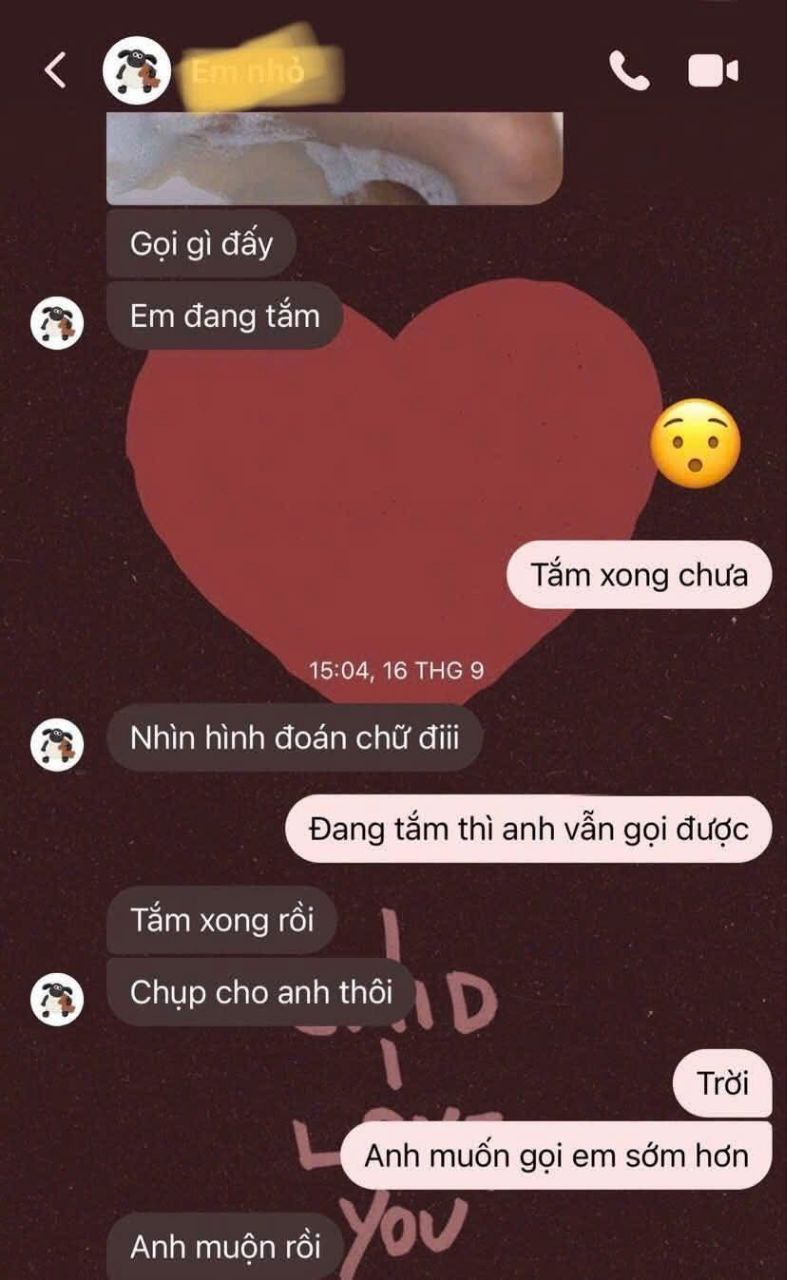 Em nhỏ
Gọi gì đấy
Em đang tắm
Tắm xong chưa
15:04, 16 THG 9
Nhìn hình đoán chữ điii
Đang tắm thì anh vẫn gọi được
Tắm xong rồi
Chụp cho anh thôi
I
Trời
LOVE
Anh muốn gọi em sớm hơn
YOU
Anh muộn rồi